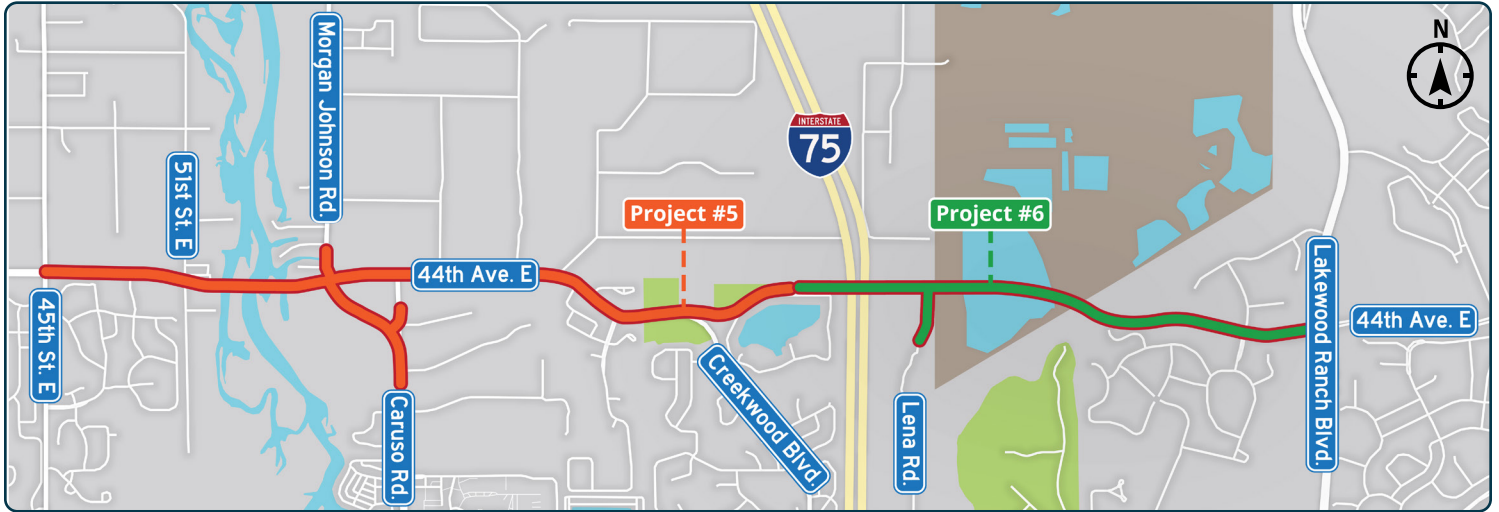 N
Morgan Johnson Rd.
INTERSTATE
75
51st St. E
Project #5
Project #6
44th Ave. E
45th St. E
Caruso Rd.
Creekwood Blvd.
Lena Rd.
Lakewood Ranch Blvd.
44th Ave. E